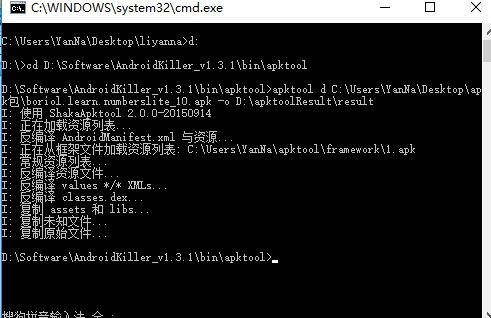 C:\WINDOWS\system32\cmd.exe
C:\Users\YanNa\Desktop\liyanna>d:
D:\>cd D:\Software\AndroidKiller_v1.3.1\bin\apktool
D:\Software\AndroidKiller_v1.3.1\bin\apktool>apktool d C:\Users\YanNa\Desktop\ap
k包\boriol.learn.numberslite_10.apk -o D:\apktoolResult\result
I: 使用 ShakaApktool 2.0.0-20150914
I: 正在加载资源列表...
I: 反编译 AndroidManifest.xml 与资源...
I: 正在从框架文件加载资源列表: C:\Users\YanNa\apktool\framework\1.apk
I: 常规资源列表...
I: 反编译资源文件...
I: 反编译 values */* XMLs...
I: 反编译 classes.dex...
I: 复制 assets 和 libs...
I: 复制未知文件...
I: 复制原始文件...
D:\Software\AndroidKiller_v1.3.1\bin\apktool>
搜狗拼音输入法 全 :